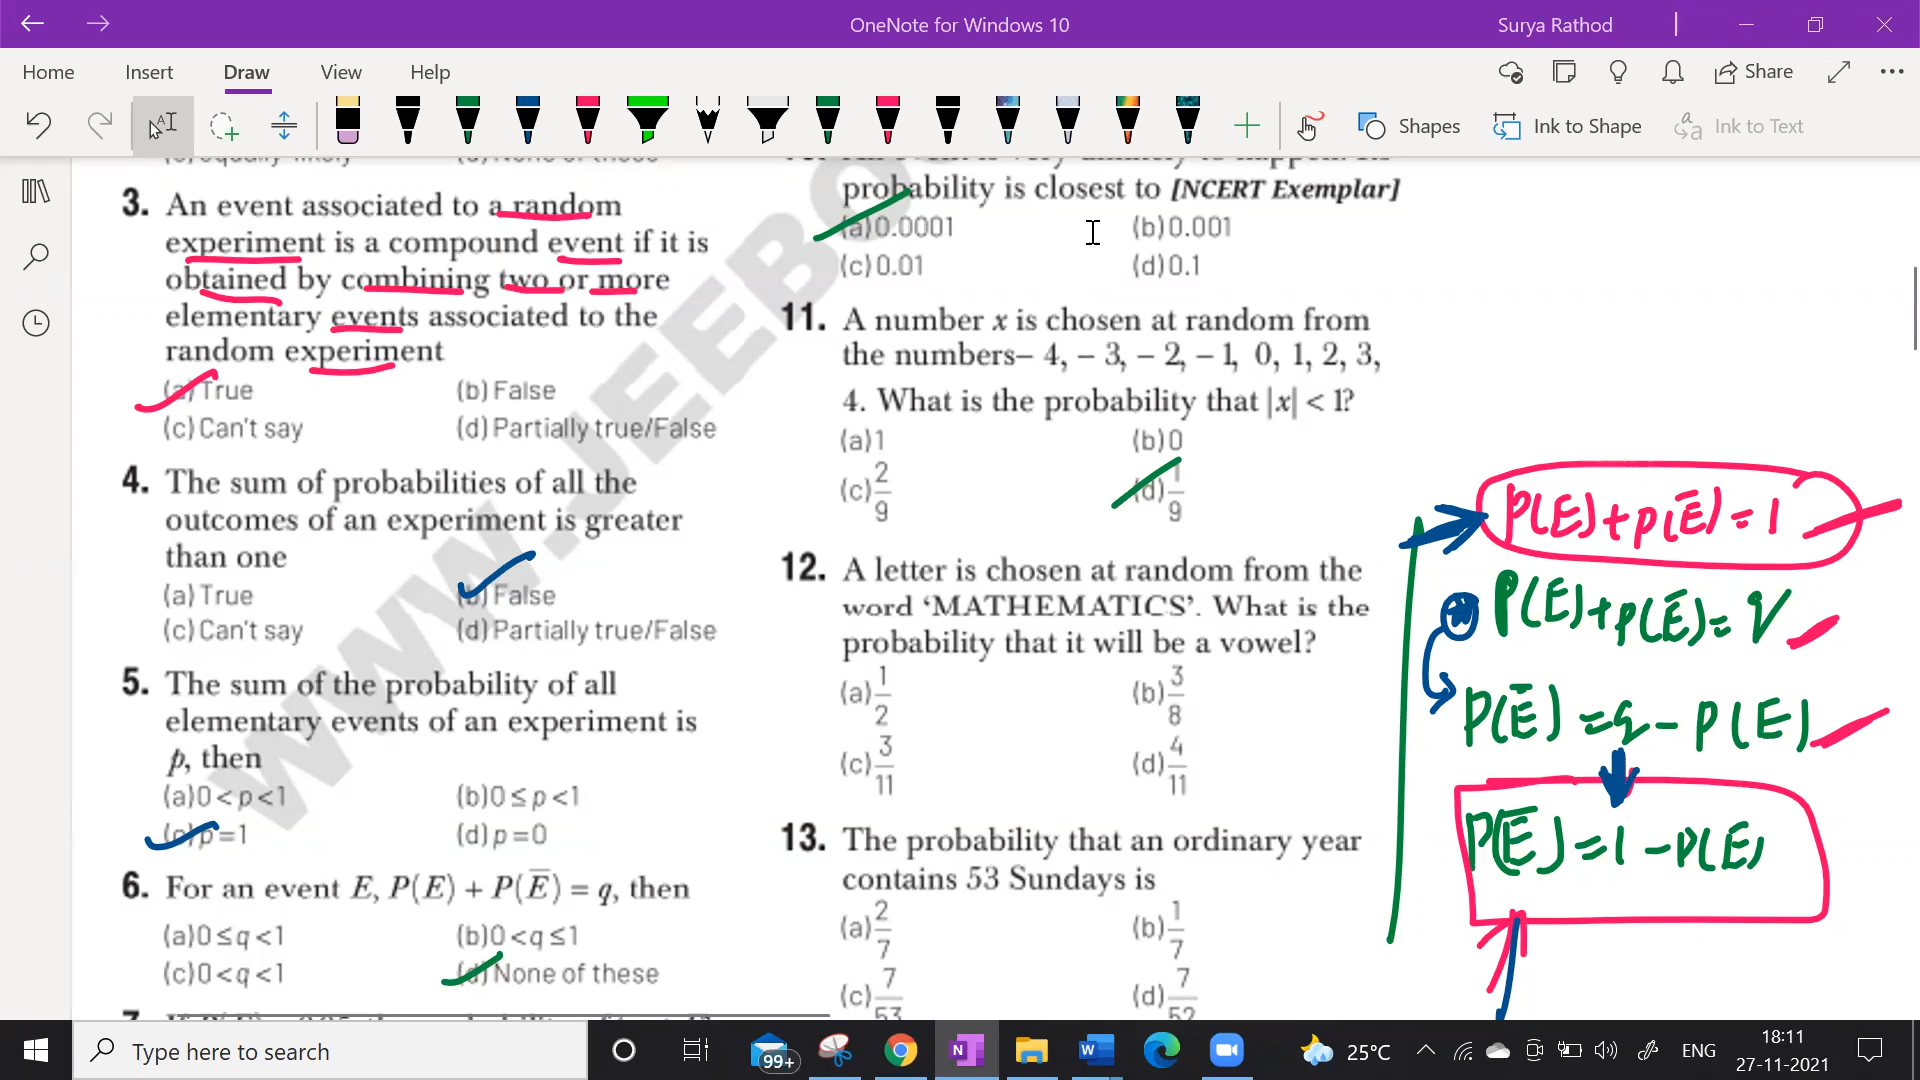 OneNote for Windows 10
Surya Rathod
Home Insert Draw View Help
Share
Shapes Ink to Shape Ink to Text
3. An event associated to a random
experiment is a compound event if it is
obtained by combining two or more
elementary events associated to the
random experiment
(a) True (b) False
(c) Can't say (d) Partially true/False
4. The sum of probabilities of all the
outcomes of an experiment is greater
than one
(a) True (b) False
(c) Can't say (d) Partially true/False
5. The sum of the probability of all
elementary events of an experiment is
p, then
(a) 0 < p < 1 (b) 0 ≤ p < 1
(c) p = 1 (d) p = 0
6. For an event E, P(E) + P(E̅) = q, then
(a) 0 ≤ q < 1 (b) 0 < q ≤ 1
(c) 0 < q < 1 (d) None of these
probability is closest to [NCERT Exemplar]
(a) 0.0001 (b) 0.001
(c) 0.01 (d) 0.1
11. A number x is chosen at random from
the numbers– 4, – 3, – 2, – 1, 0, 1, 2, 3,
4. What is the probability that |x| < 1?
(a) 1 (b) 0
(c) 2/9 (d) 1/9
12. A letter is chosen at random from the
word ‘MATHEMATICS’. What is the
probability that it will be a vowel?
(a) 1/2 (b) 3/8
(c) 3/11 (d) 4/11
13. The probability that an ordinary year
contains 53 Sundays is
(a) 2/7 (b) 1/7
(c) 7/53 (d) 7/52
P(E) + P(E̅) = 1
P(E) + P(E̅) = q
P(E̅) = q - P(E)
P(E̅) = 1 - P(E)
Type here to search
99+
25°C
ENG
18:11
27-11-2021